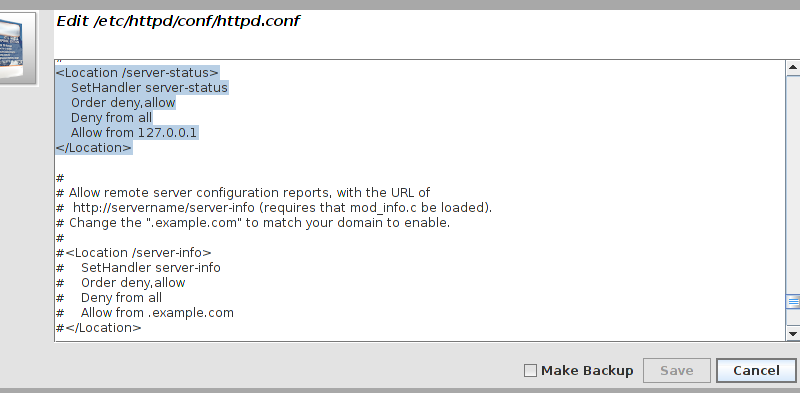 Edit /etc/httpd/conf/httpd.conf
#
<Location /server-status>
    SetHandler server-status
    Order deny,allow
    Deny from all
    Allow from 127.0.0.1
</Location>
#
# Allow remote server configuration reports, with the URL of
#  http://servername/server-info (requires that mod_info.c be loaded).
# Change the ".example.com" to match your domain to enable.
#
#<Location /server-info>
#    SetHandler server-info
#    Order deny,allow
#    Deny from all
#    Allow from .example.com
#</Location>
Make Backup Save Cancel